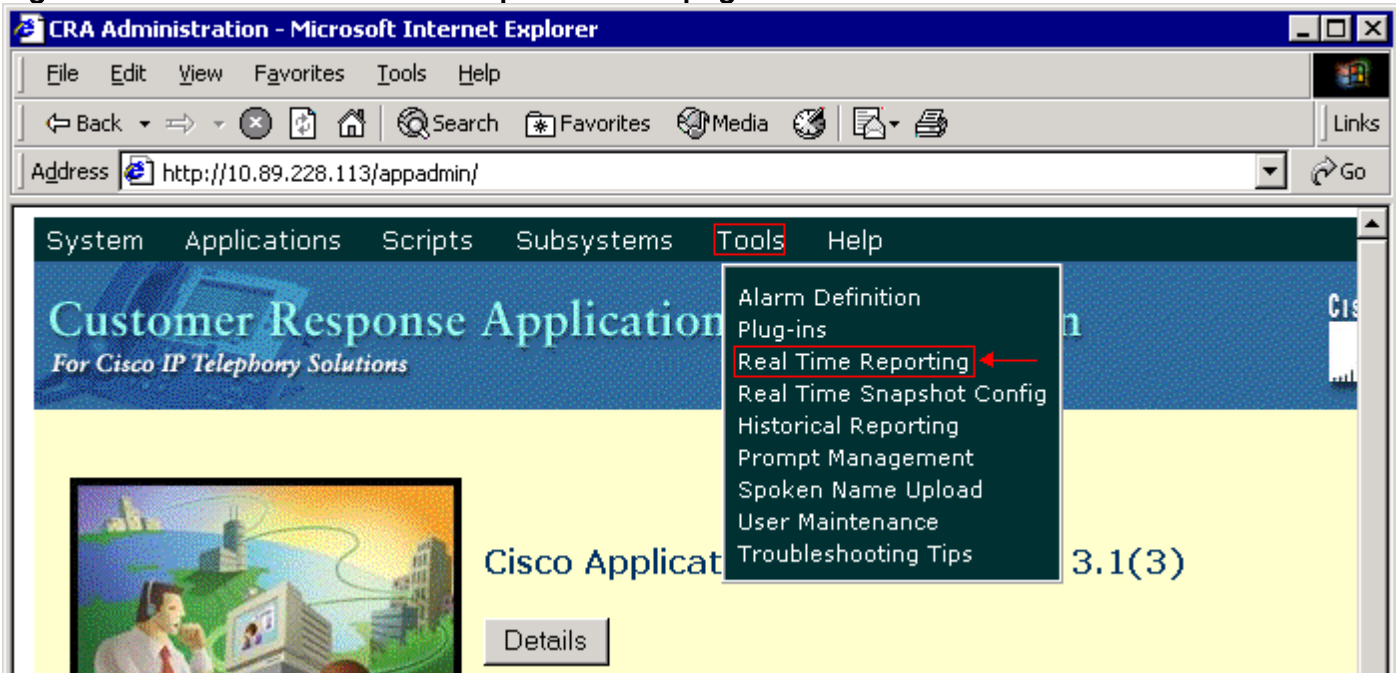 CRA Administration - Microsoft Internet Explorer
File Edit View Favorites Tools Help
Back Search Favorites Media Links
Address http://10.89.228.113/appadmin/ Go
System Applications Scripts Subsystems Tools Help
Customer Response Application
For Cisco IP Telephony Solutions
Alarm Definition
Plug-ins
Real Time Reporting
Real Time Snapshot Config
Historical Reporting
Prompt Management
Spoken Name Upload
User Maintenance
Troubleshooting Tips
Cisco Applicat 3.1(3)
Details